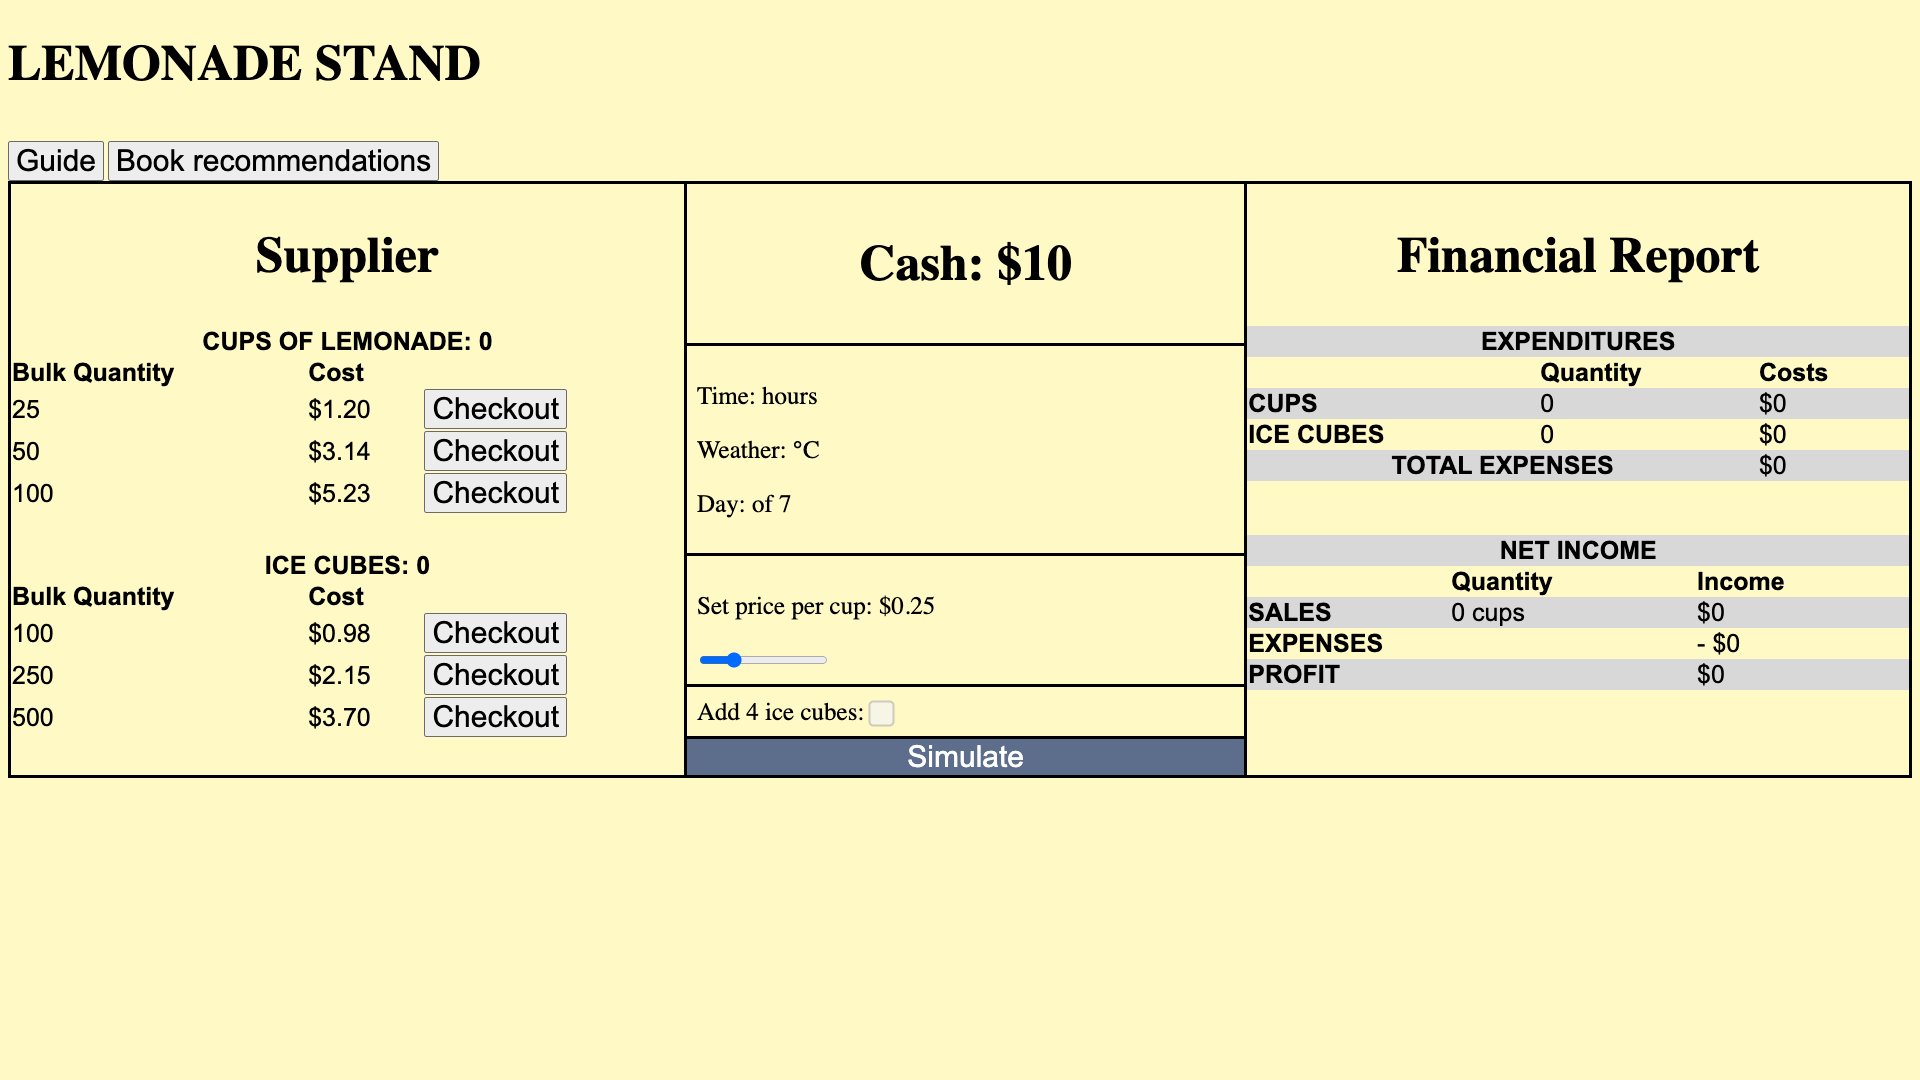 LEMONADE STAND
Guide Book recommendations
Supplier
CUPS OF LEMONADE: 0
Bulk Quantity Cost
25 $1.20 Checkout
50 $3.14 Checkout
100 $5.23 Checkout
ICE CUBES: 0
Bulk Quantity Cost
100 $0.98 Checkout
250 $2.15 Checkout
500 $3.70 Checkout
Cash: $10
Time: hours
Weather: °C
Day: of 7
Set price per cup: $0.25
Add 4 ice cubes:
Simulate
Financial Report
EXPENDITURES
Quantity Costs
CUPS 0 $0
ICE CUBES 0 $0
TOTAL EXPENSES $0
NET INCOME
Quantity Income
SALES 0 cups $0
EXPENSES - $0
PROFIT $0